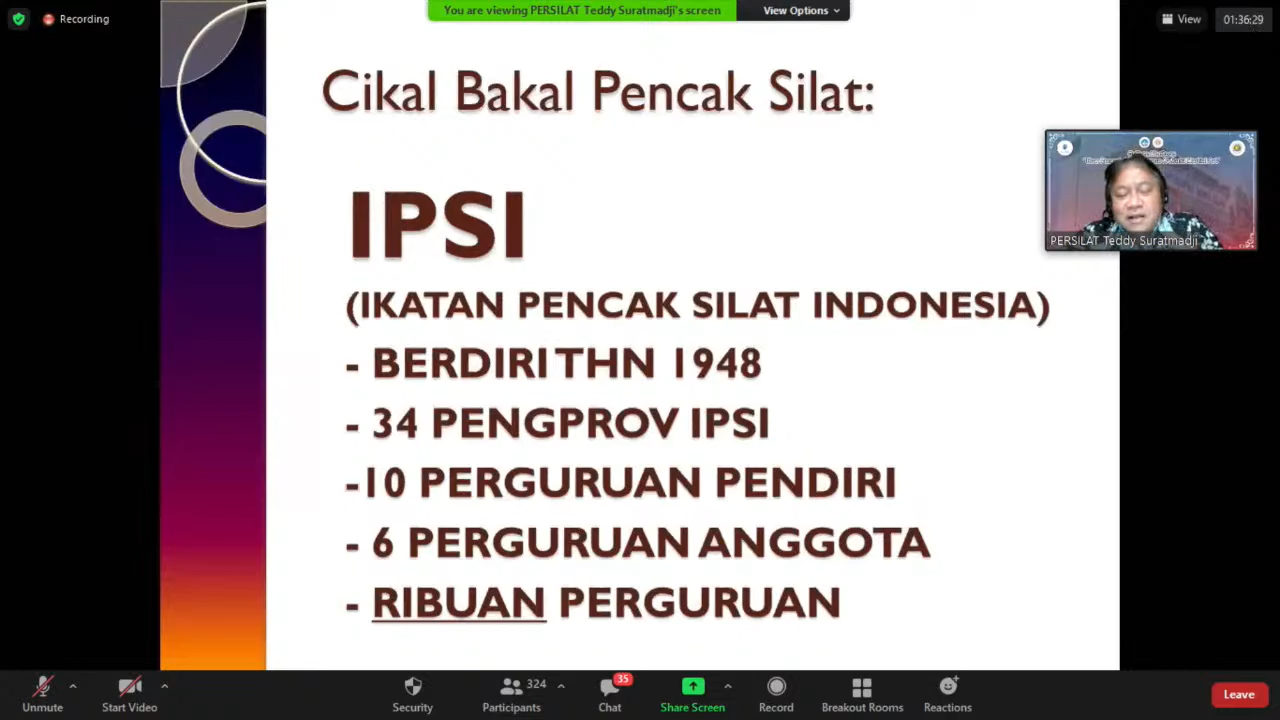 Recording
You are viewing PERSILAT Teddy Suratmadji's screen
View Options
View
01:36:29
Cikal Bakal Pencak Silat:
IPSI
(IKATAN PENCAK SILAT INDONESIA)
- BERDIRI THN 1948
- 34 PENGPROV IPSI
-10 PERGURUAN PENDIRI
- 6 PERGURUAN ANGGOTA
- RIBUAN PERGURUAN
PERSILAT Teddy Suratmadji
Unmute
Start Video
Security
324
Participants
35
Chat
Share Screen
Record
Breakout Rooms
Reactions
Leave